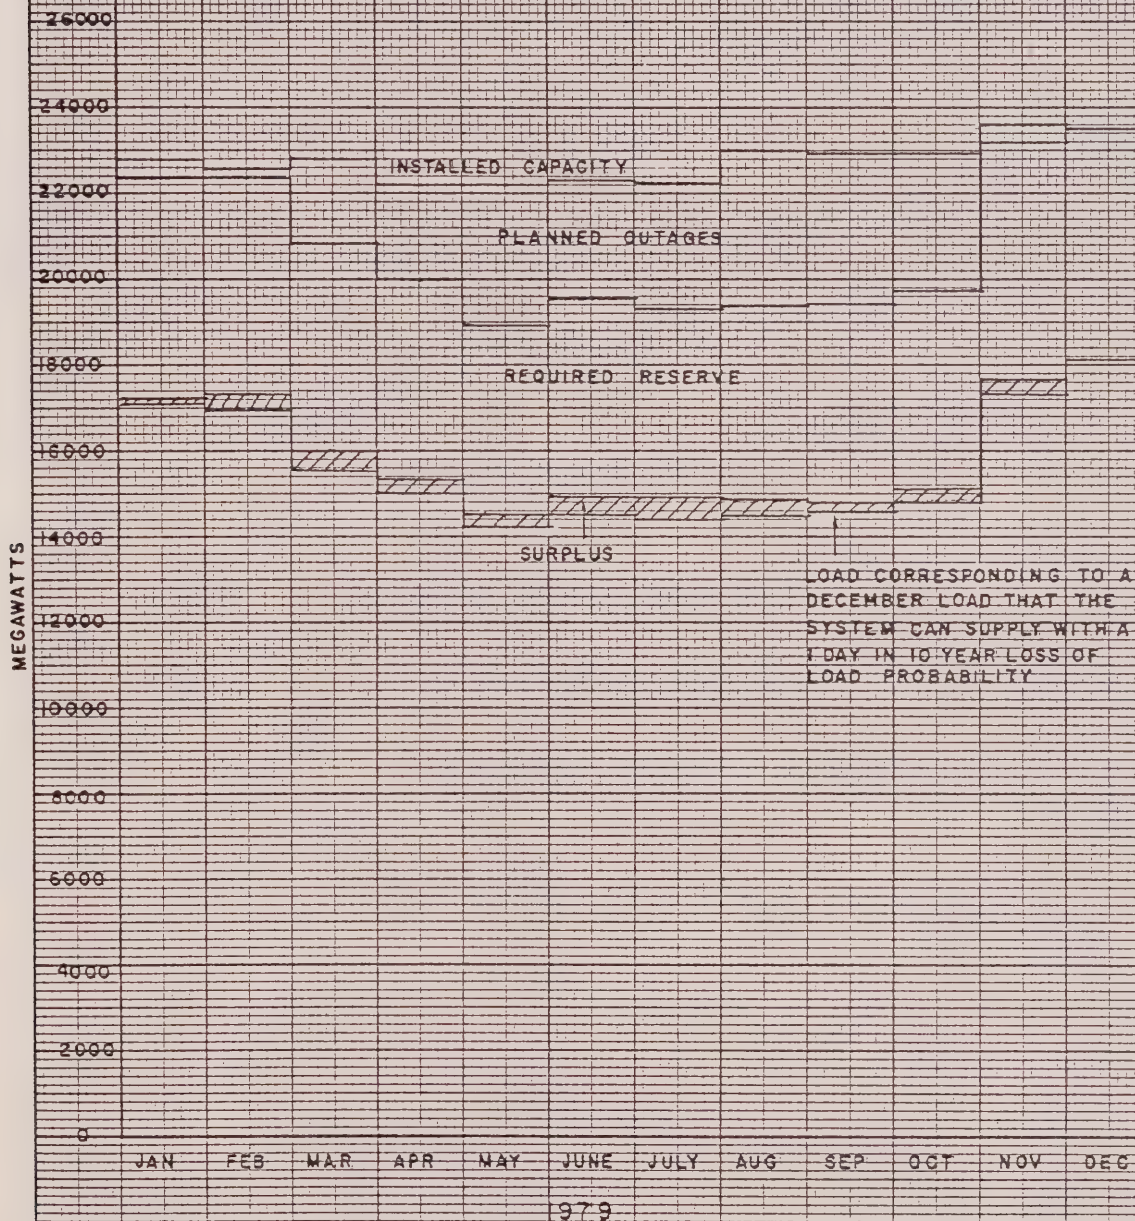 26000
24000
INSTALLED CAPACITY
22000
PLANNED OUTAGES
20000
18000
REQUIRED RESERVE
16000
14000
SURPLUS
MEGAWATTS
LOAD CORRESPONDING TO A
DECEMBER LOAD THAT THE
12000
SYSTEM CAN SUPPLY WITH A
1 DAY IN 10 YEAR LOSS OF
LOAD PROBABILITY
10000
8000
6000
4000
2000
0
JAN FEB MAR APR MAY JUNE JULY AUG SEP OCT NOV DEC
1979